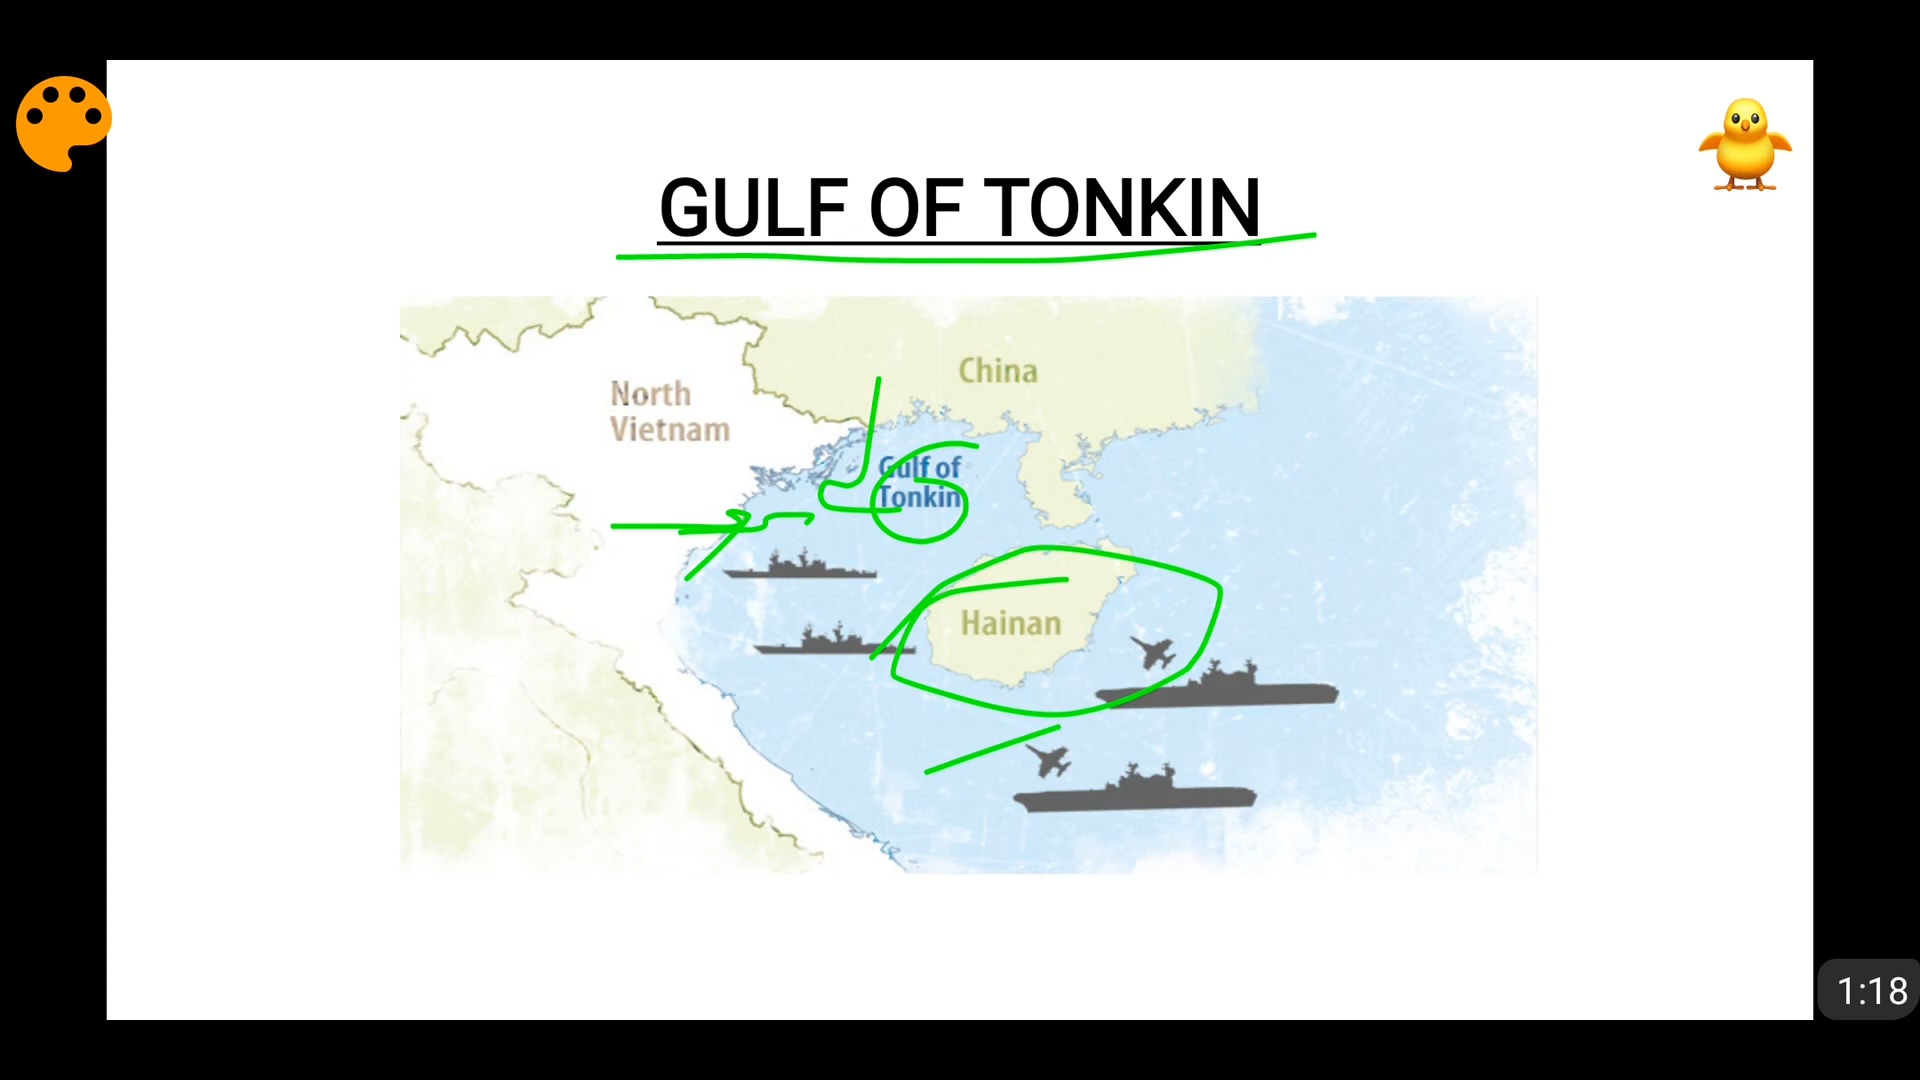 GULF OF TONKIN
China
North
Vietnam
Gulf of
Tonkin
Hainan
1:18